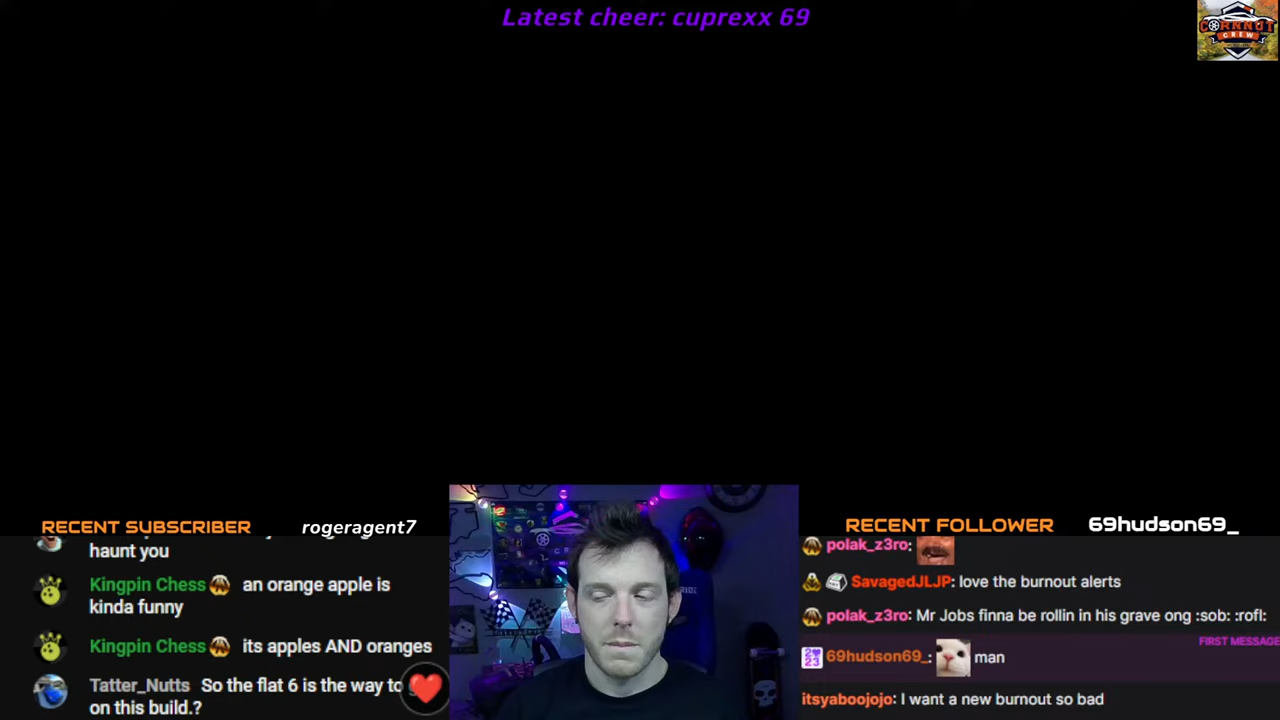 Latest cheer: cuprexx 69
CORNNUT
CREW
RECENT SUBSCRIBER rogeragent7
haunt you
Kingpin Chess an orange apple is
kinda funny
Kingpin Chess its apples AND oranges
Tatter_Nutts So the flat 6 is the way to
on this build.?
RECENT FOLLOWER 69hudson69_
polak_z3ro:
SavagedJLJP: love the burnout alerts
polak_z3ro: Mr Jobs finna be rollin in his grave ong :sob: :rofl:
FIRST MESSAGE
69hudson69_: man
itsyaboojojo: I want a new burnout so bad